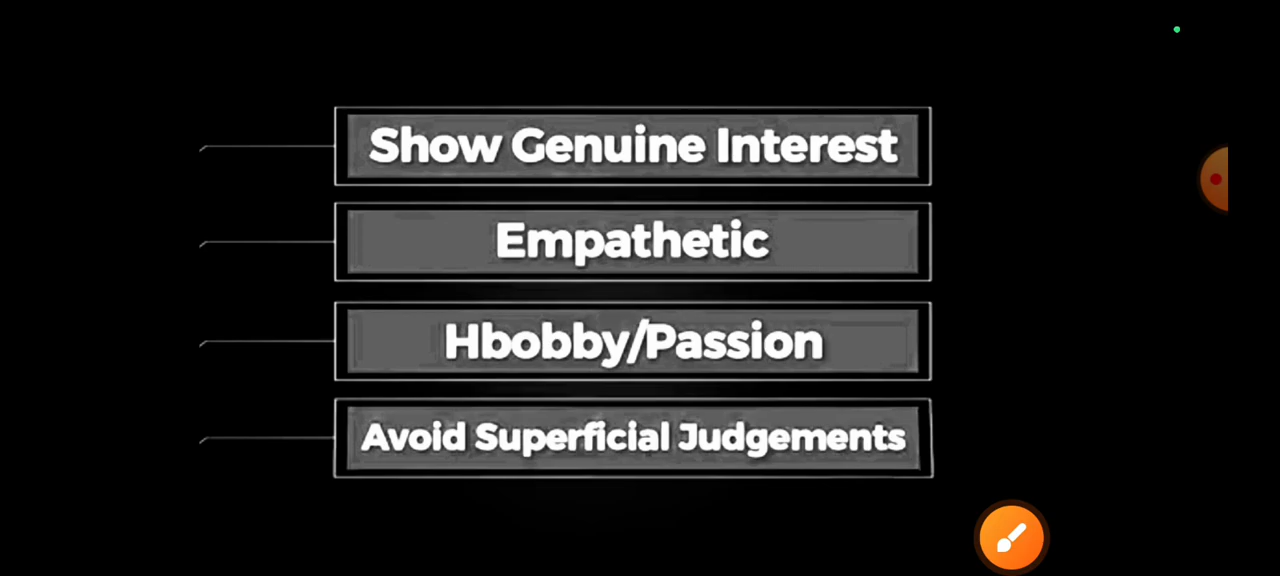 Show Genuine Interest
Empathetic
Hbobby/Passion
Avoid Superficial Judgements